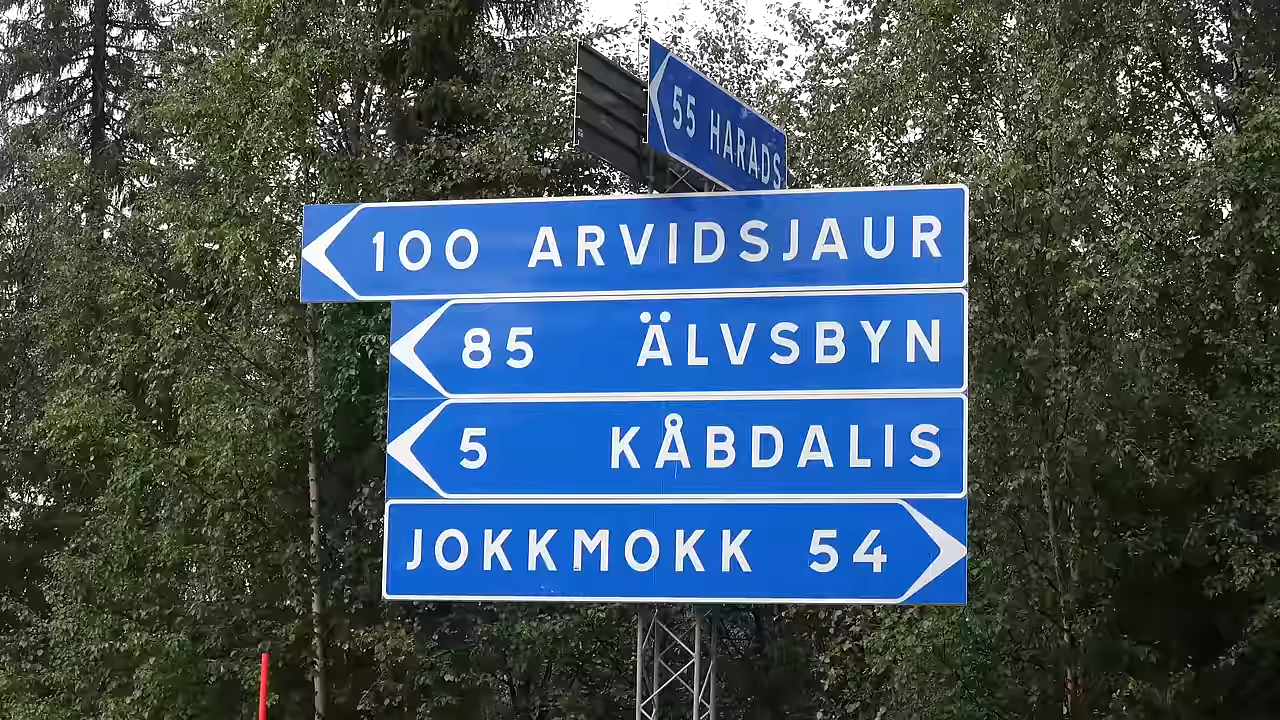 55 HARADS
100 ARVIDSJAUR
85 ÄLVSBYN
5 KÅBDALIS
JOKKMOKK 54